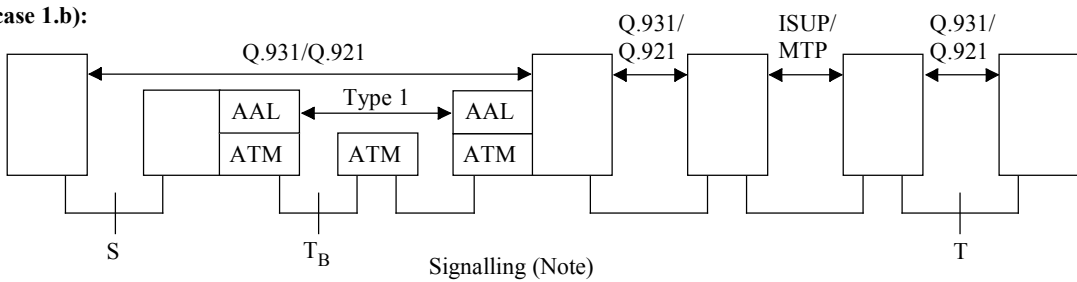 case 1.b):
Q.931/Q.921
Q.931/
Q.921
ISUP/
MTP
Q.931/
Q.921
AAL
Type 1
AAL
ATM
ATM
ATM
S
TB
T
Signalling (Note)